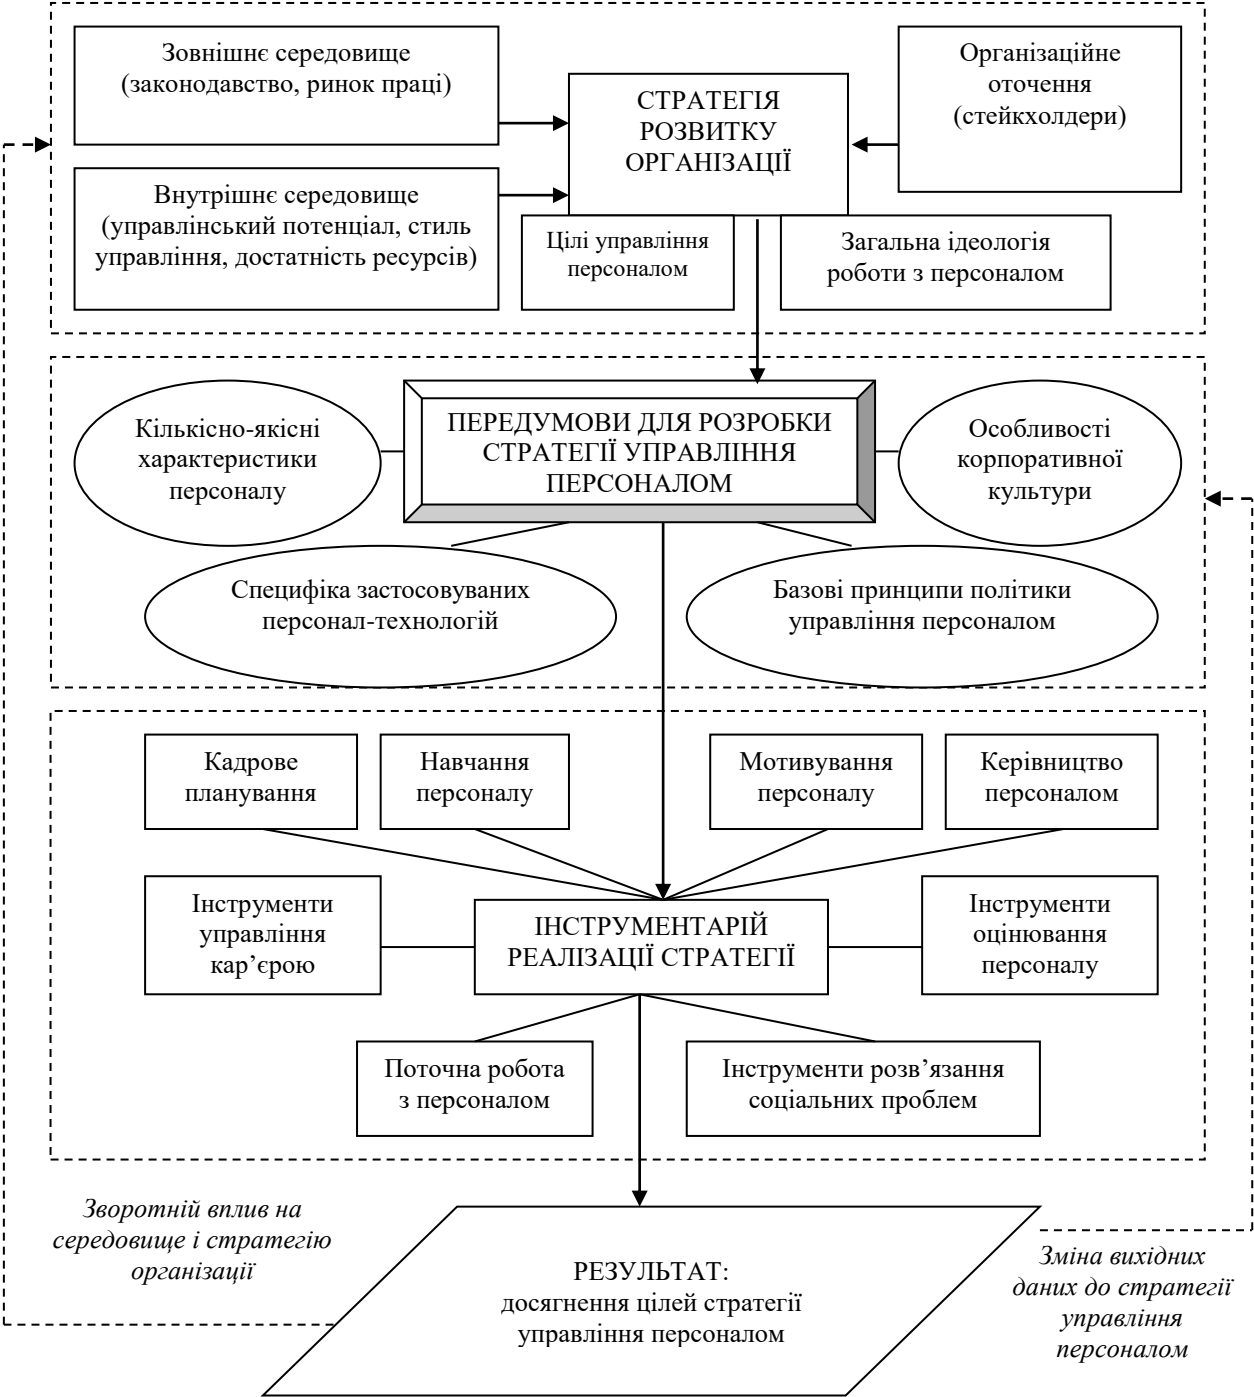 Зовнішнє середовище
(законодавство, ринок праці)
СТРАТЕГІЯ
РОЗВИТКУ
ОРГАНІЗАЦІЇ
Організаційне
оточення
(стейкхолдери)
Внутрішнє середовище
(управлінський потенціал, стиль
управління, достатність ресурсів)
Цілі управління
персоналом
Загальна ідеологія
роботи з персоналом
Кількісно-якісні
характеристики
персоналу
ПЕРЕДУМОВИ ДЛЯ РОЗРОБКИ
СТРАТЕГІЇ УПРАВЛІННЯ
ПЕРСОНАЛОМ
Особливості
корпоративної
культури
Специфіка застосовуваних
персонал-технологій
Базові принципи політики
управління персоналом
Кадрове
планування
Навчання
персоналу
Мотивування
персоналу
Керівництво
персоналом
Інструменти
управління
кар’єрою
ІНСТРУМЕНТАРІЙ
РЕАЛІЗАЦІЇ СТРАТЕГІЇ
Інструменти
оцінювання
персоналу
Поточна робота
з персоналом
Інструменти розв’язання
соціальних проблем
Зворотній вплив на
середовище і стратегію
організації
РЕЗУЛЬТАТ:
досягнення цілей стратегії
управління персоналом
Зміна вихідних
даних до стратегії
управління
персоналом